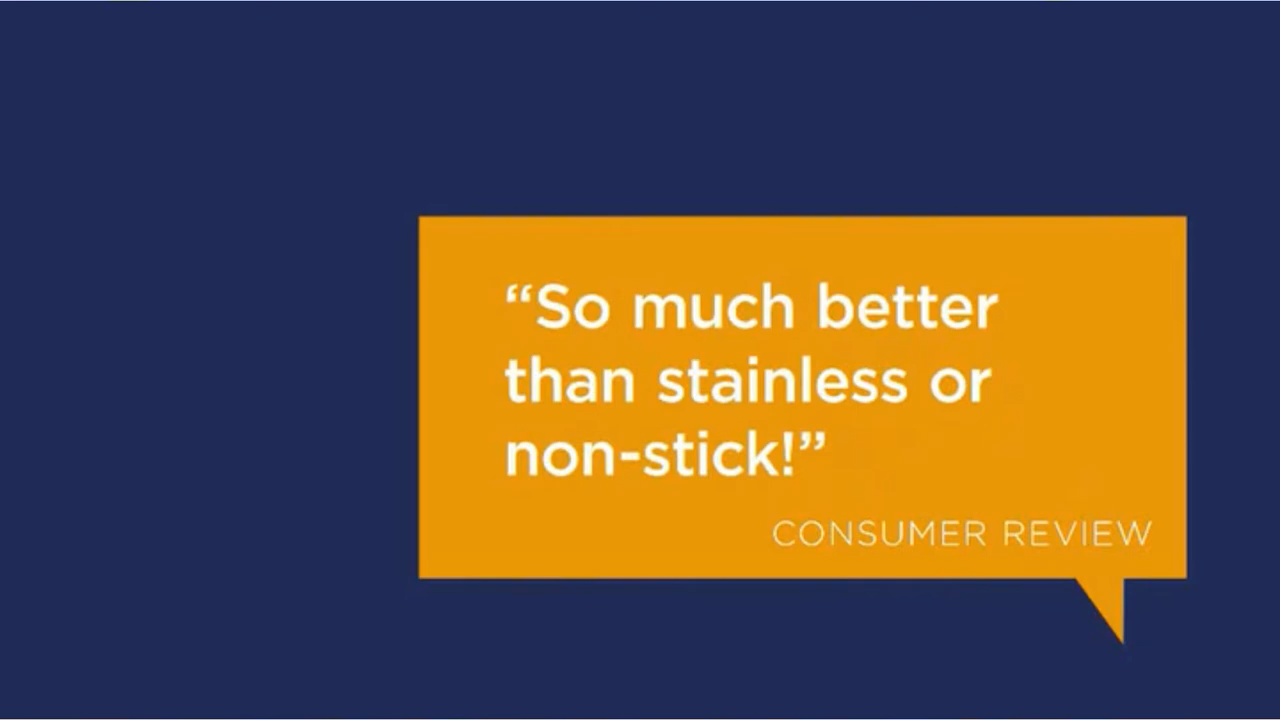 “So much better
than stainless or
non-stick!”
CONSUMER REVIEW